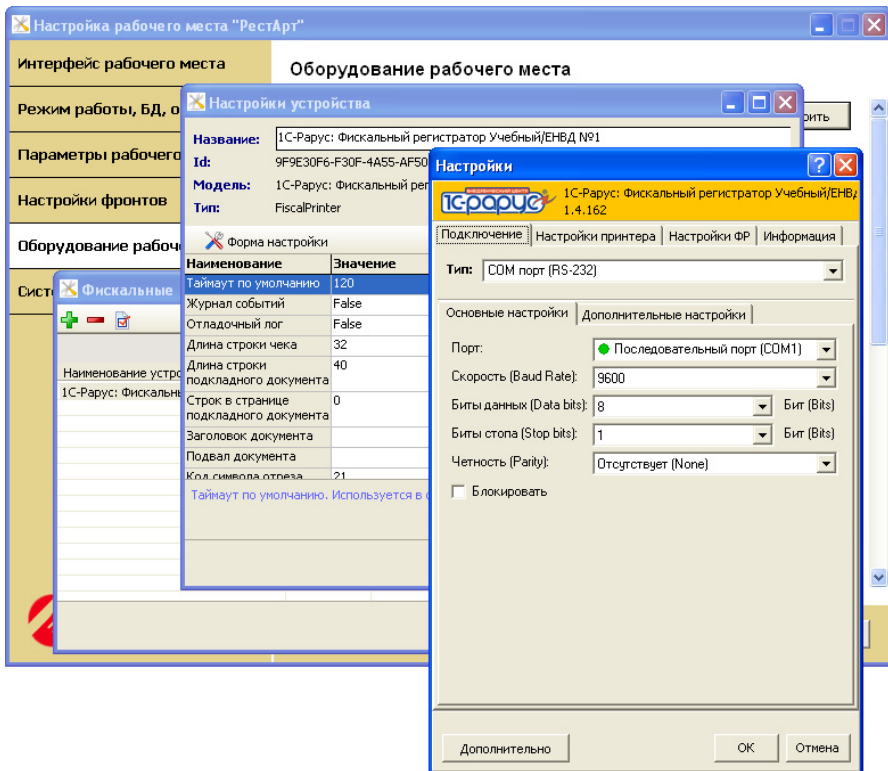 Настройка рабочего места "РестАрт"
Интерфейс рабочего места
Режим работы, БД, о
Параметры рабочего
Настройки фронтов
Оборудование рабоч
Сист
Оборудование рабочего места
рить
Фискальные
Наименование устро
1С-Рарус: Фискальн
Настройки устройства
Название: 1С-Рарус: Фискальный регистратор Учебный/ЕНВД №1
Id: 9F9E30F6-F30F-4A55-AF50
Модель: 1С-Рарус: Фискальный рег
Тип: FiscalPrinter
Форма настройки
Наименование Значение
Таймаут по умолчанию 120
Журнал событий False
Отладочный лог False
Длина строки чека 32
Длина строки 40
подкладного документа
Строк в странице 0
подкладного документа
Заголовок документа
Подвал документа
Код символа отреза 21
Таймаут по умолчанию. Используется в с
Настройки
1С-рарус
1С-Рарус: Фискальный регистратор Учебный/ЕНВД
1.4.162
Подключение Настройки принтера Настройки ФР Информация
Тип: COM порт (RS-232)
Основные настройки Дополнительные настройки
Порт: Последовательный порт (COM1)
Скорость (Baud Rate): 9600
Биты данных (Data bits): 8 Бит (Bits)
Биты стопа (Stop bits): 1 Бит (Bits)
Четность (Parity): Отсутствует (None)
Блокировать
Дополнительно OK Отмена